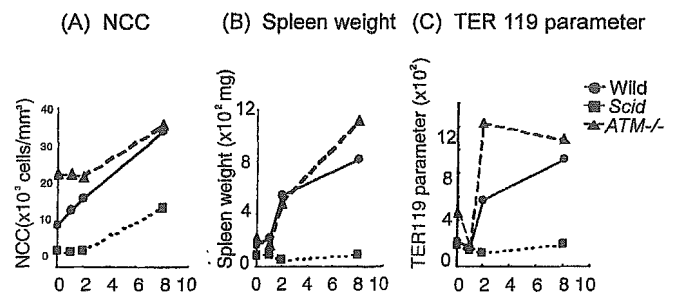 (A) NCC
(B) Spleen weight
(C) TER 119 parameter
NCC(x10³ cells/mm³)
40
30
20
10
0
0 2 4 6 8 10
Spleen weight (x10² mg)
12
8
4
0
0 2 4 6 8 10
TER119 parameter (x10²)
12
8
4
0
0 2 4 6 8 10
Wild
Scid
ATM-/-